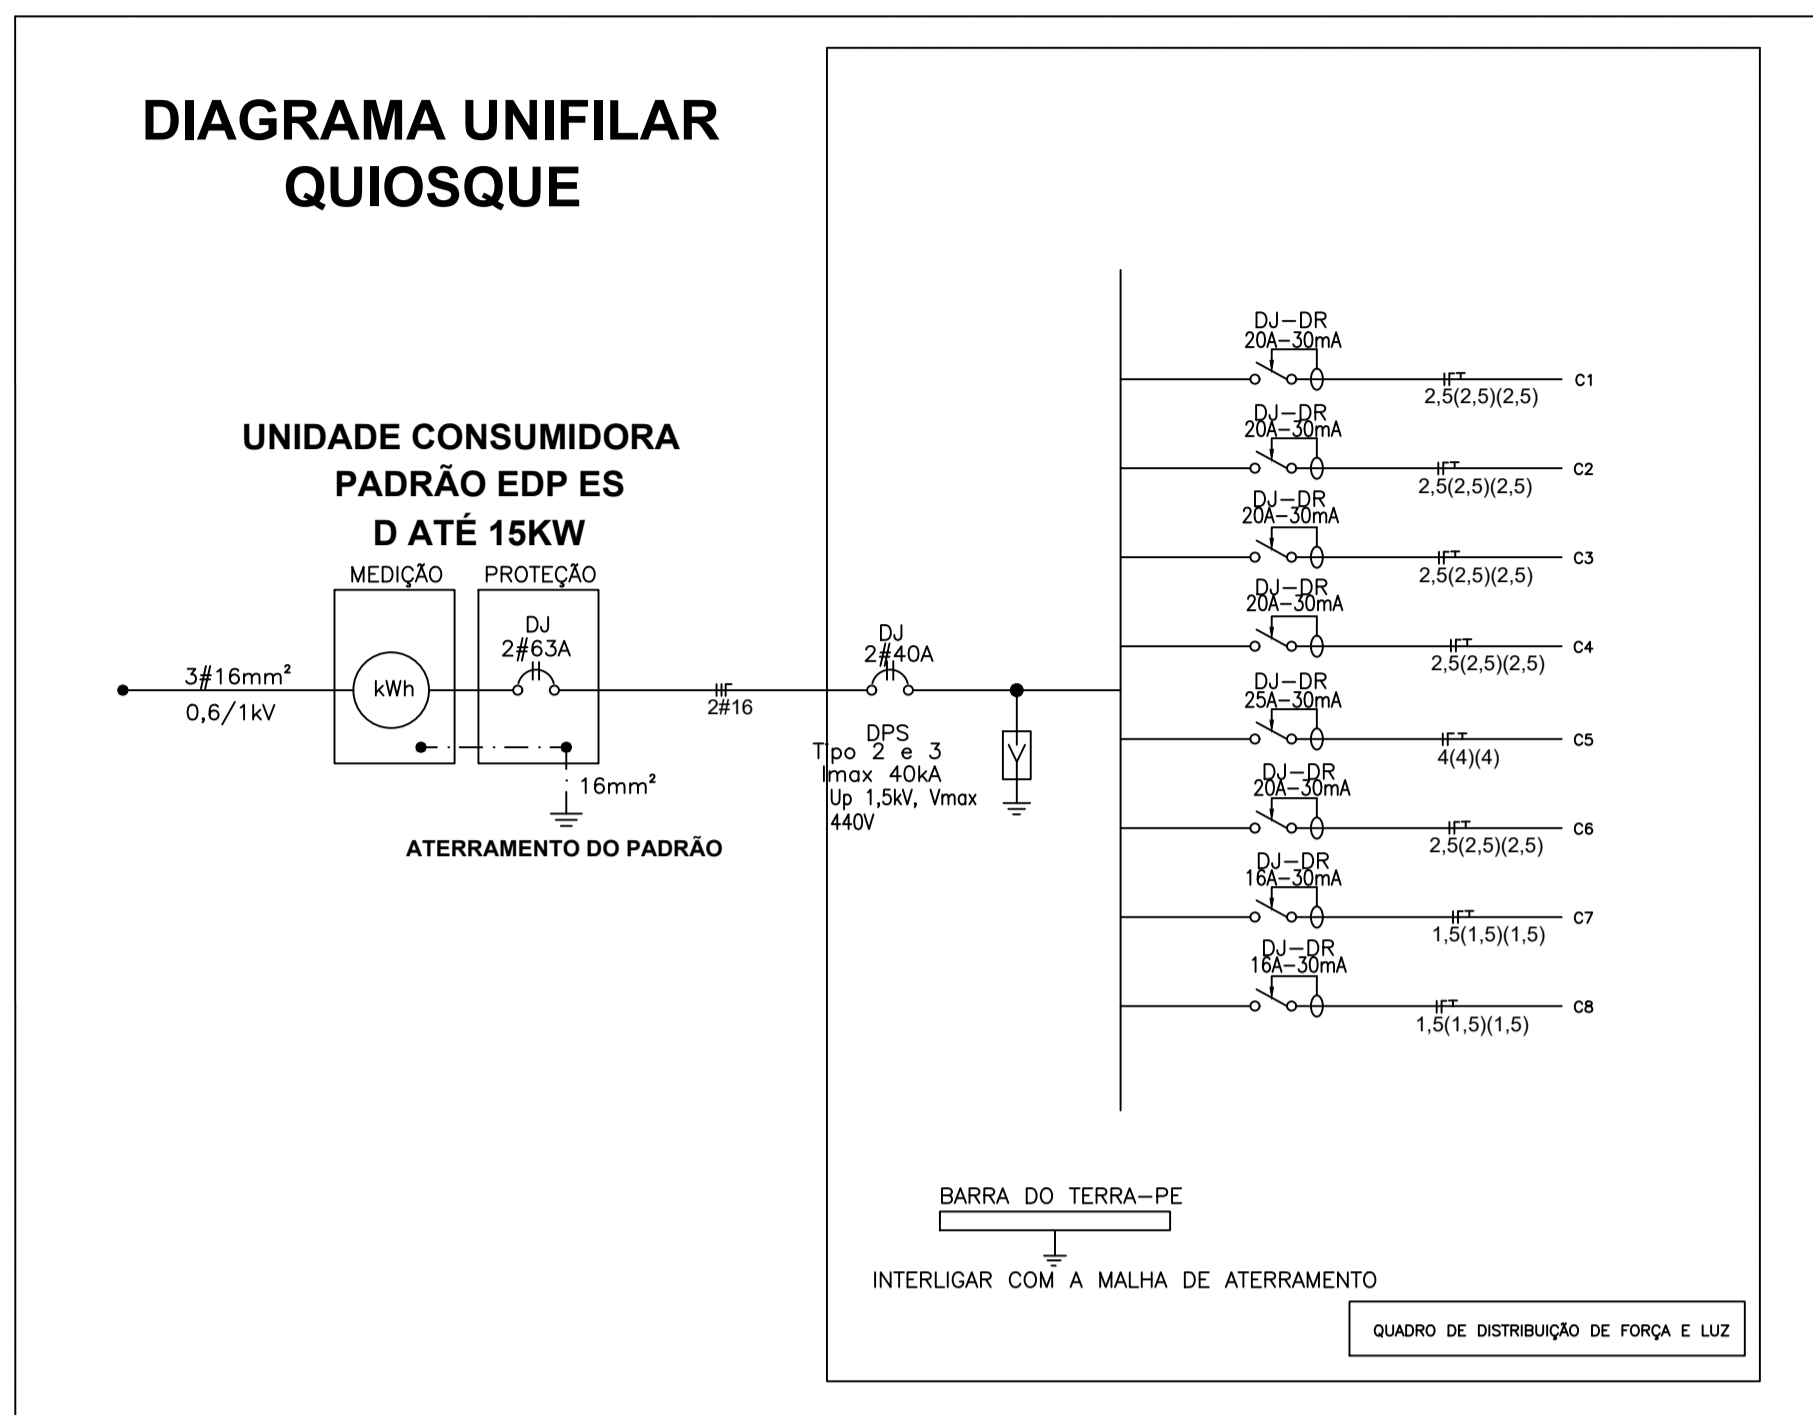 DIAGRAMA UNIFILAR
QUIOSQUE
UNIDADE CONSUMIDORA
PADRÃO EDP ES
D ATÉ 15KW
MEDIÇÃO
PROTEÇÃO
DJ
2#63A
3#16mm²
0,6/1kV
kWh
16mm²
ATERRAMENTO DO PADRÃO
2#16
DJ
2#40A
DPS
Tipo 2 e 3
Imax 40kA
Up 1,5kV, Vmax
440V
DJ-DR
20A-30mA
2,5(2,5)(2,5)
C1
DJ-DR
20A-30mA
2,5(2,5)(2,5)
C2
DJ-DR
20A-30mA
2,5(2,5)(2,5)
C3
DJ-DR
20A-30mA
2,5(2,5)(2,5)
C4
DJ-DR
25A-30mA
4(4)(4)
C5
DJ-DR
20A-30mA
2,5(2,5)(2,5)
C6
DJ-DR
16A-30mA
1,5(1,5)(1,5)
C7
DJ-DR
16A-30mA
1,5(1,5)(1,5)
C8
BARRA DO TERRA-PE
INTERLIGAR COM A MALHA DE ATERRAMENTO
QUADRO DE DISTRIBUIÇÃO DE FORÇA E LUZ